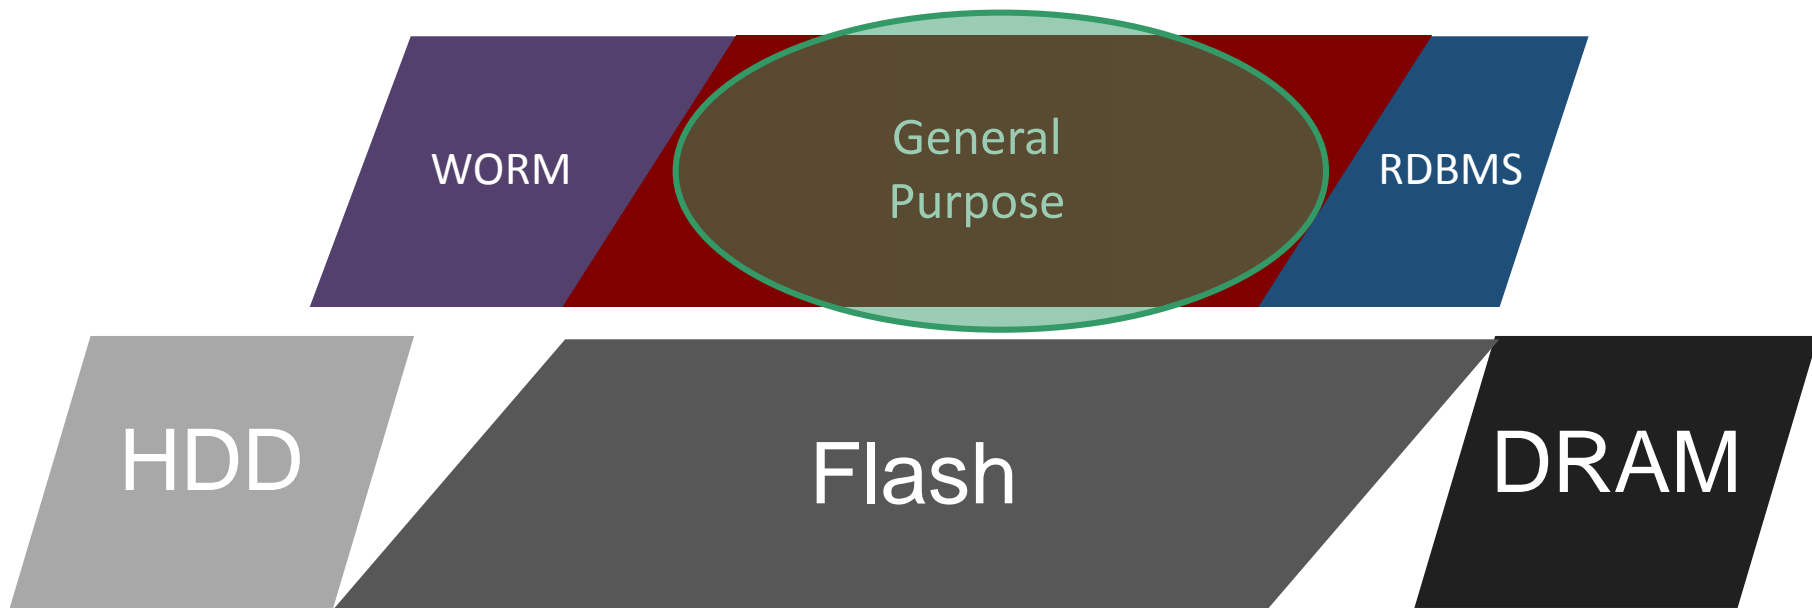 WORM
General
Purpose
RDBMS
HDD
Flash
DRAM